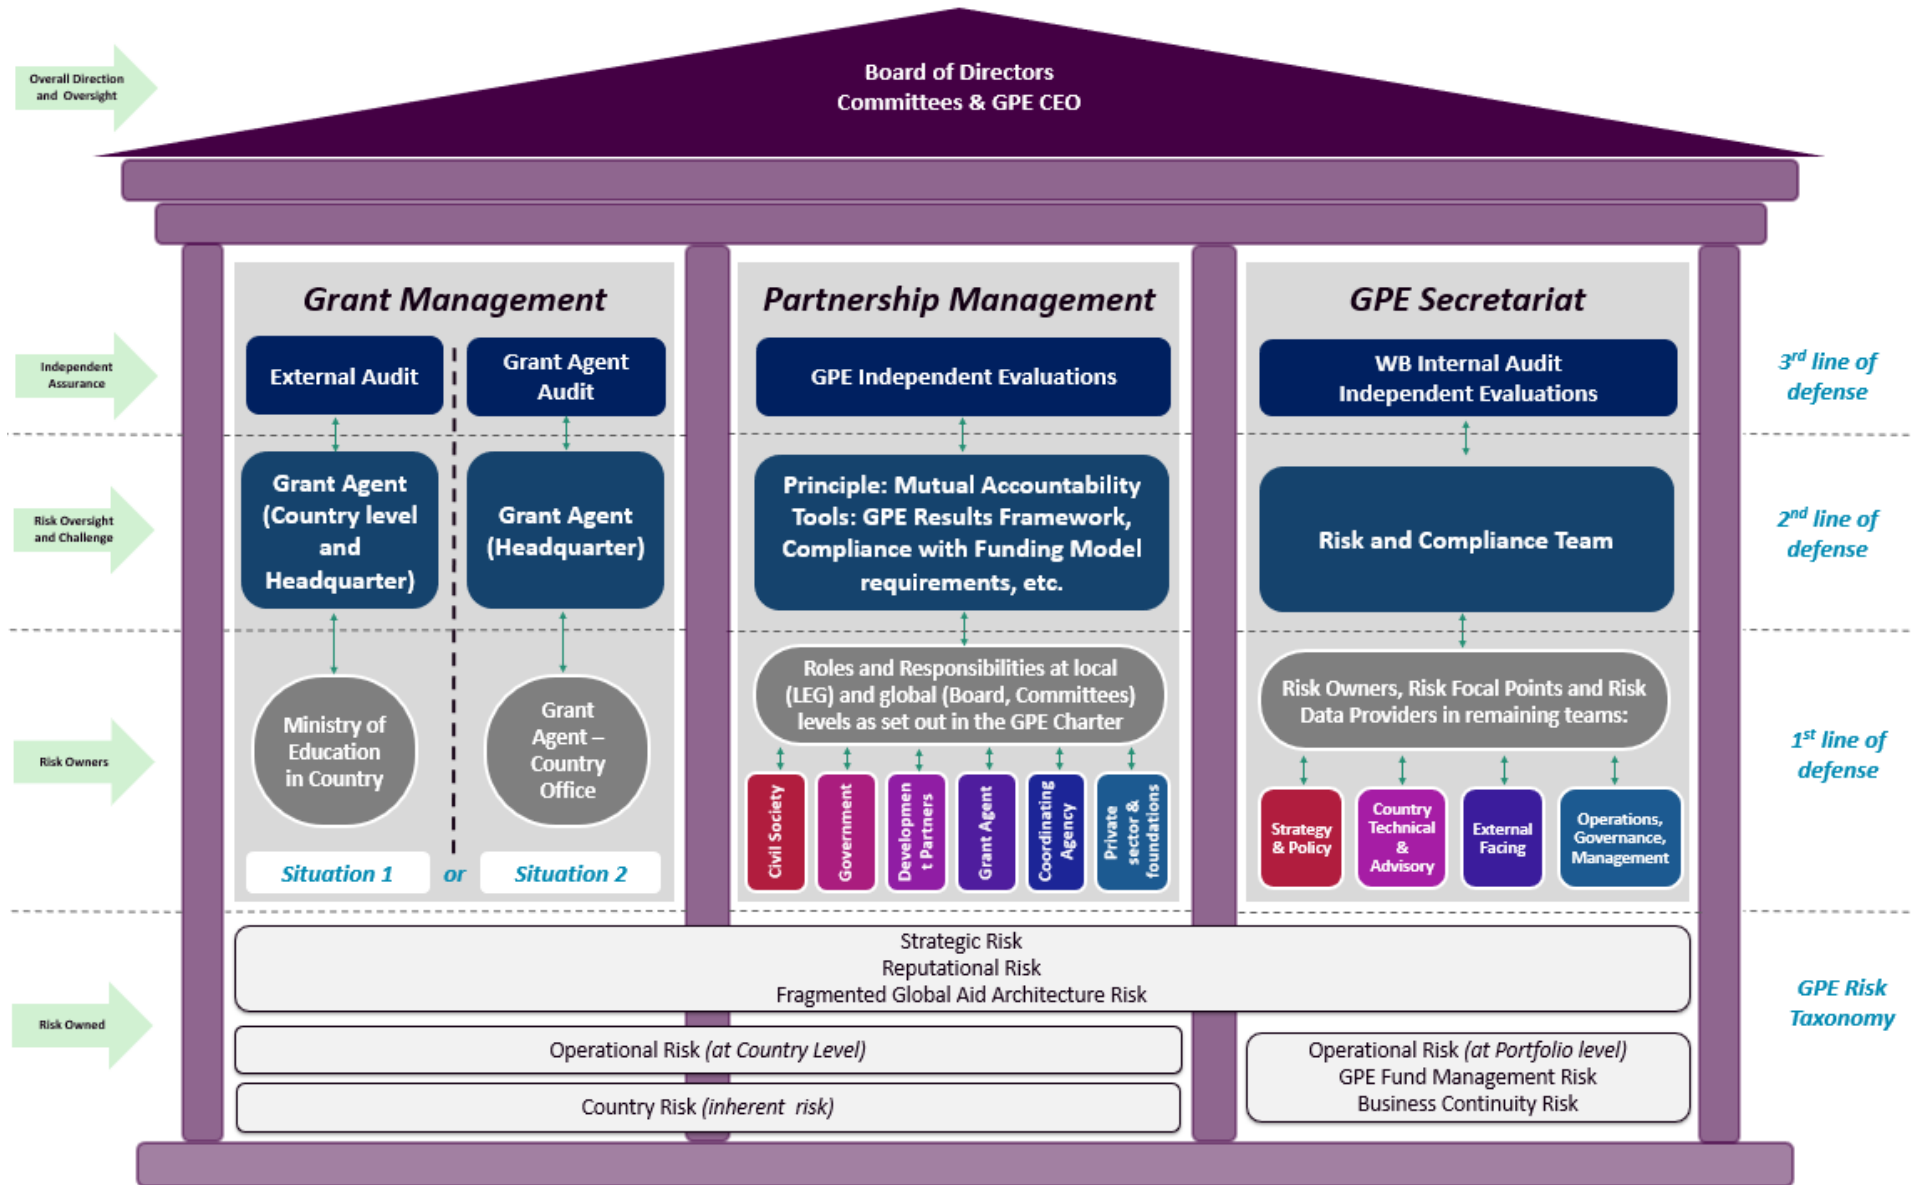 Overall Direction
and Oversight
Board of Directors
Committees & GPE CEO
Grant Management
Partnership Management
GPE Secretariat
Independent
Assurance
External Audit
Grant Agent
Audit
GPE Independent Evaluations
WB Internal Audit
Independent Evaluations
3rd line of
defense
Risk Oversight
and Challenge
Grant Agent
(Country level
and
Headquarter)
Grant Agent
(Headquarter)
Principle: Mutual Accountability
Tools: GPE Results Framework,
Compliance with Funding Model
requirements, etc.
Risk and Compliance Team
2nd line of
defense
Risk Owners
Ministry of
Education
in Country
Grant
Agent –
Country
Office
Situation 1
or
Situation 2
Roles and Responsibilities at local
(LEG) and global (Board, Committees)
levels as set out in the GPE Charter
Civil Society
Government
Developmen
t Partners
Grant Agent
Coordinating
Agency
Private
sector &
foundations
Risk Owners, Risk Focal Points and Risk
Data Providers in remaining teams:
Strategy
& Policy
Country
Technical
&
Advisory
External
Facing
Operations,
Governance,
Management
1st line of
defense
Risk Owned
Strategic Risk
Reputational Risk
Fragmented Global Aid Architecture Risk
Operational Risk (at Country Level)
Country Risk (inherent risk)
Operational Risk (at Portfolio level)
GPE Fund Management Risk
Business Continuity Risk
GPE Risk
Taxonomy